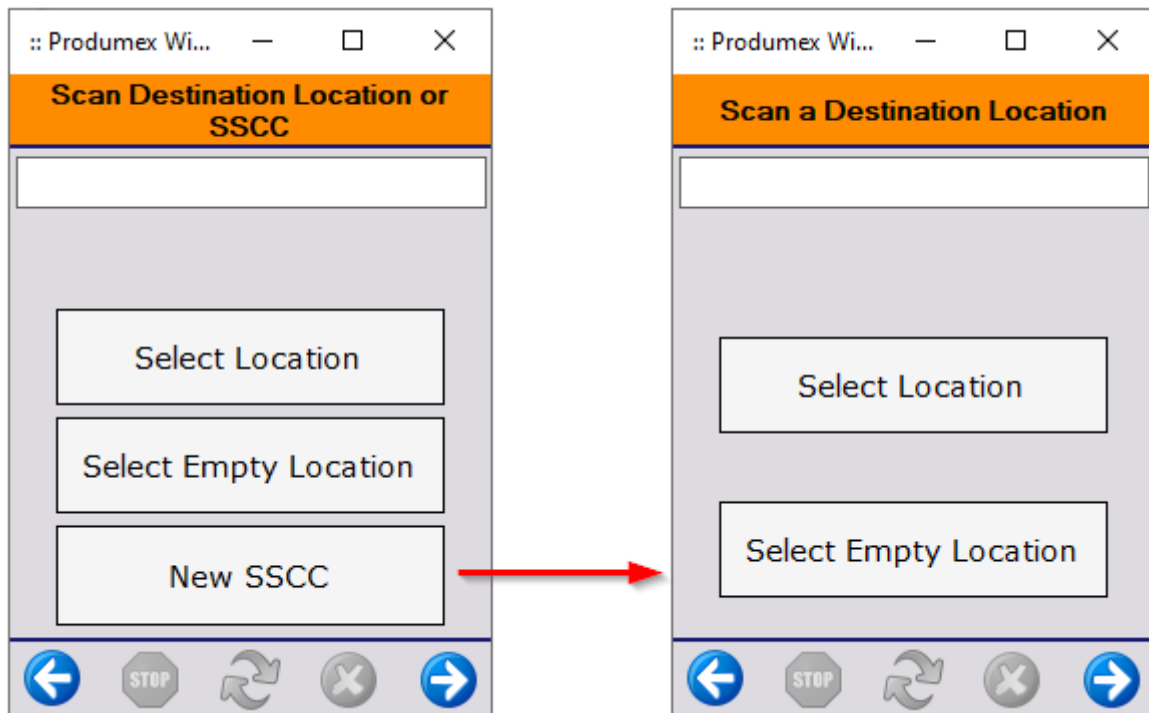 :: Produmex Wi...
Scan Destination Location or
SSCC
Select Location
Select Empty Location
New SSCC
STOP
:: Produmex Wi...
Scan a Destination Location
Select Location
Select Empty Location
STOP